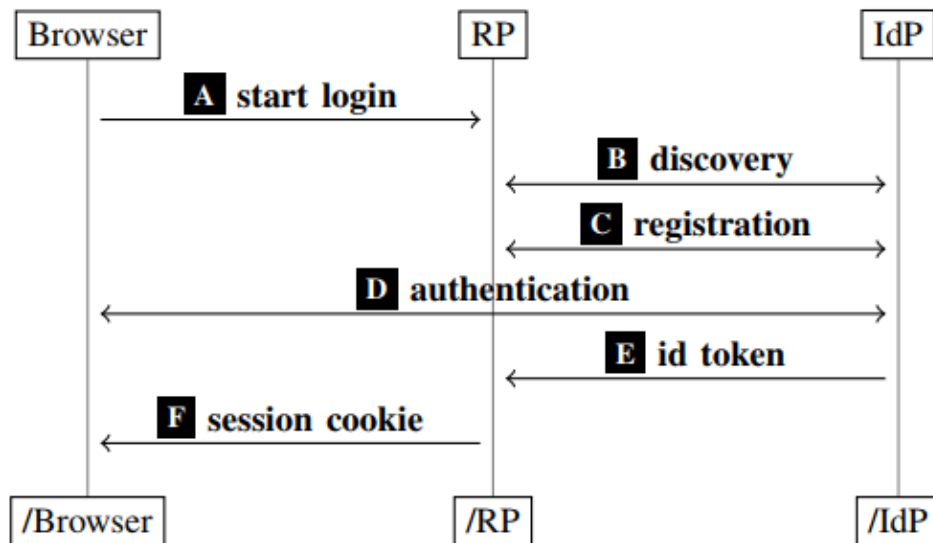 Browser RP IdP
A start login
B discovery
C registration
D authentication
E id token
F session cookie
/Browser /RP /IdP